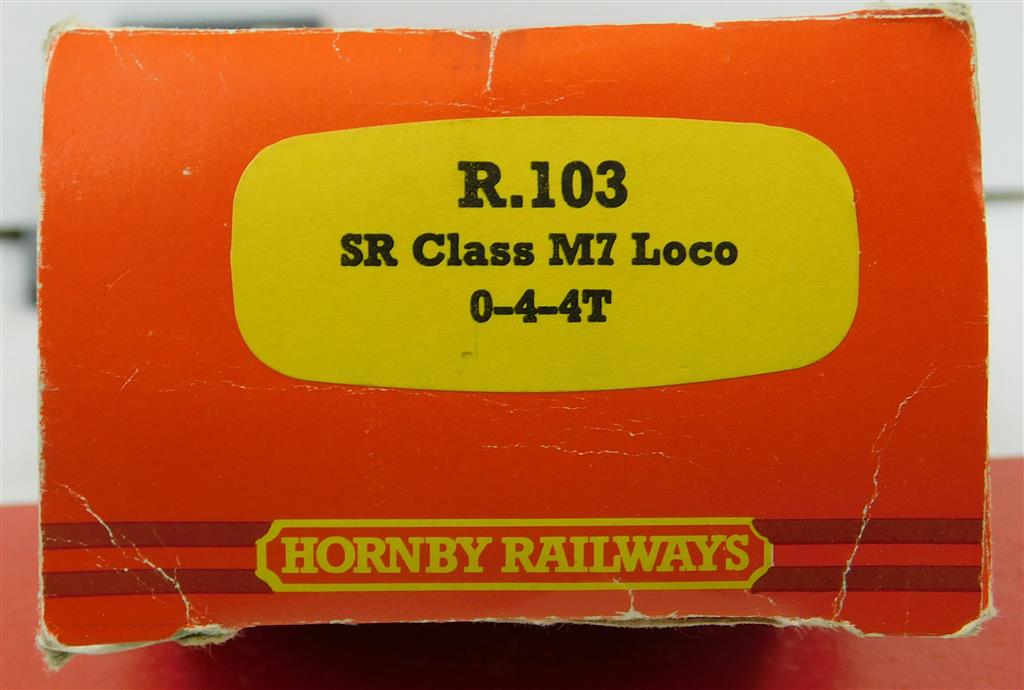 R.103
SR Class M7 Loco
0-4-4T
HORNBY RAILWAYS